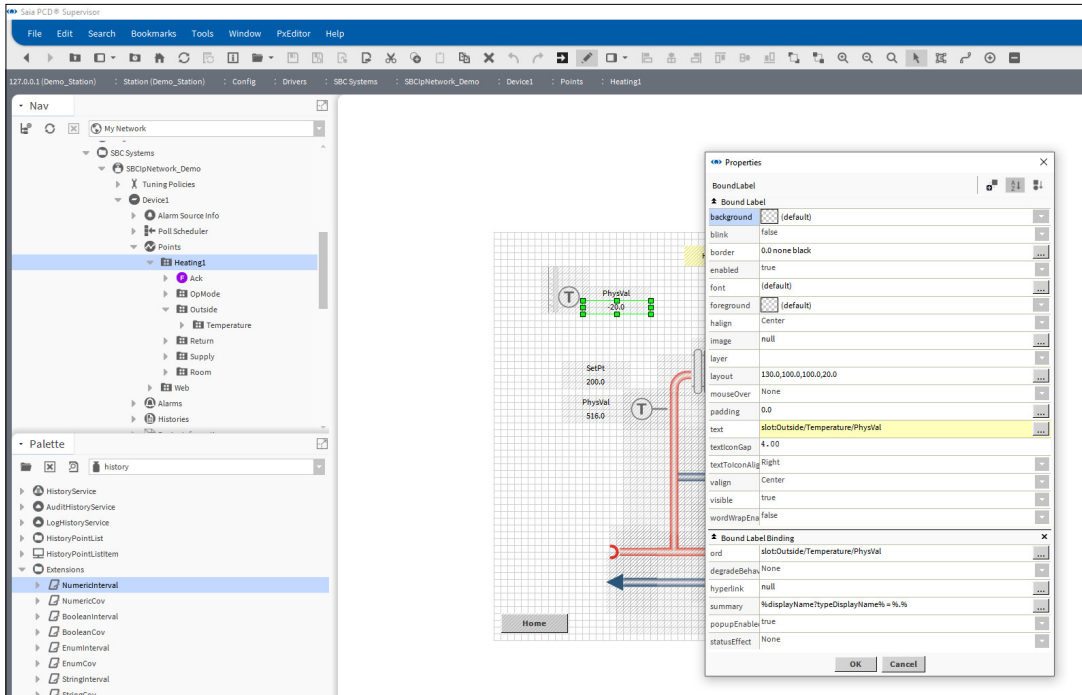 Saia PCD® Supervisor
File Edit Search Bookmarks Tools Window PxEditor Help
127.0.0.1 (Demo_Station) : Station (Demo_Station) : Config : Drivers : SBC Systems : SBCIpNetwork_Demo : Device1 : Points : Heating1
Nav
My Network
SBC Systems
SBCIpNetwork_Demo
Tuning Policies
Device1
Alarm Source Info
Poll Scheduler
Points
Heating1
Ack
OpMode
Outside
Temperature
Return
Supply
Room
Web
Alarms
Histories
Palette
history
HistoryService
AuditHistoryService
LogHistoryService
HistoryPointList
HistoryPointListItem
Extensions
NumericInterval
NumericCov
BooleanInterval
BooleanCov
EnumInterval
EnumCov
StringInterval
StringCov
PhysVal
-20.0
T
SetPt
200.0
PhysVal
516.0
T
Home
Properties
BoundLabel
Bound Label
background (default)
blink false
border 0.0 none black
enabled true
font (default)
foreground (default)
halign Center
image null
layer
layout 130.0,100.0,100.0,20.0
mouseOver None
padding 0.0
text slot:Outside/Temperature/PhysVal
textIconGap 4.00
textToIconAlig Right
valign Center
visible true
wordWrapEna false
Bound Label Binding
ord slot:Outside/Temperature/PhysVal
degradeBehav None
hyperlink null
summary %displayName?typeDisplayName% = %.%
popupEnable true
statusEffect None
OK Cancel